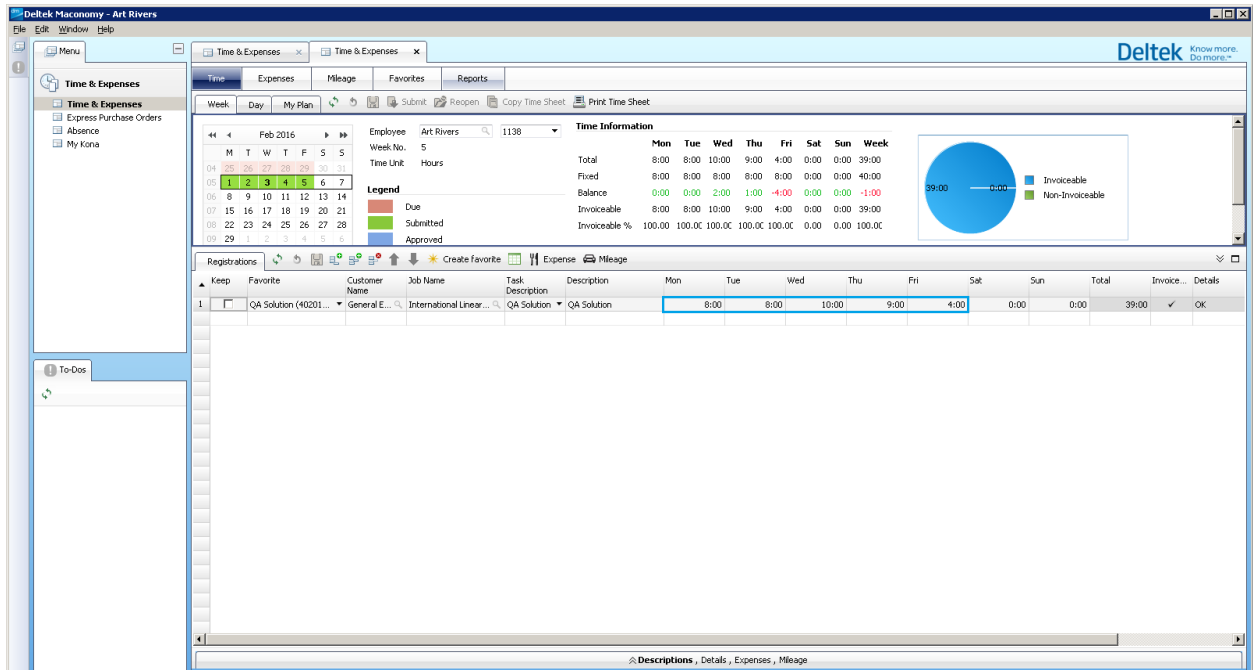 Deltek Maconomy - Art Rivers
File Edit Window Help
Menu
Time & Expenses
Time & Expenses
Express Purchase Orders
Absence
My Kona
To-Dos
Time & Expenses × Time & Expenses ×
Deltek Know more. Do more.™
Time Expenses Mileage Favorites Reports
Week Day My Plan Submit Reopen Copy Time Sheet Print Time Sheet
Feb 2016
M T W T F S S
04 25 26 27 28 29 30 31
05 1 2 3 4 5 6 7
06 8 9 10 11 12 13 14
07 15 16 17 18 19 20 21
08 22 23 24 25 26 27 28
09 29 1 2 3 4 5 6
Employee Art Rivers 1138
Week No. 5
Time Unit Hours
Legend
Due
Submitted
Approved
Time Information
Mon Tue Wed Thu Fri Sat Sun Week
Total 8:00 8:00 10:00 9:00 4:00 0:00 0:00 39:00
Fixed 8:00 8:00 8:00 8:00 8:00 0:00 0:00 40:00
Balance 0:00 0:00 2:00 1:00 -4:00 0:00 0:00 -1:00
Invoiceable 8:00 8:00 10:00 9:00 4:00 0:00 0:00 39:00
Invoiceable % 100.00 100.0C 100.0C 100.0C 100.0C 0.00 0.00 100.0C
39:00 0:00
Invoiceable
Non-Invoiceable
Registrations Create favorite Expense Mileage
Keep Favorite Customer Name Job Name Task Description Description Mon Tue Wed Thu Fri Sat Sun Total Invoice... Details
1 QA Solution (40201... General E... International Linear... QA Solution QA Solution 8:00 8:00 10:00 9:00 4:00 0:00 0:00 39:00 ✓ OK
Descriptions , Details , Expenses , Mileage